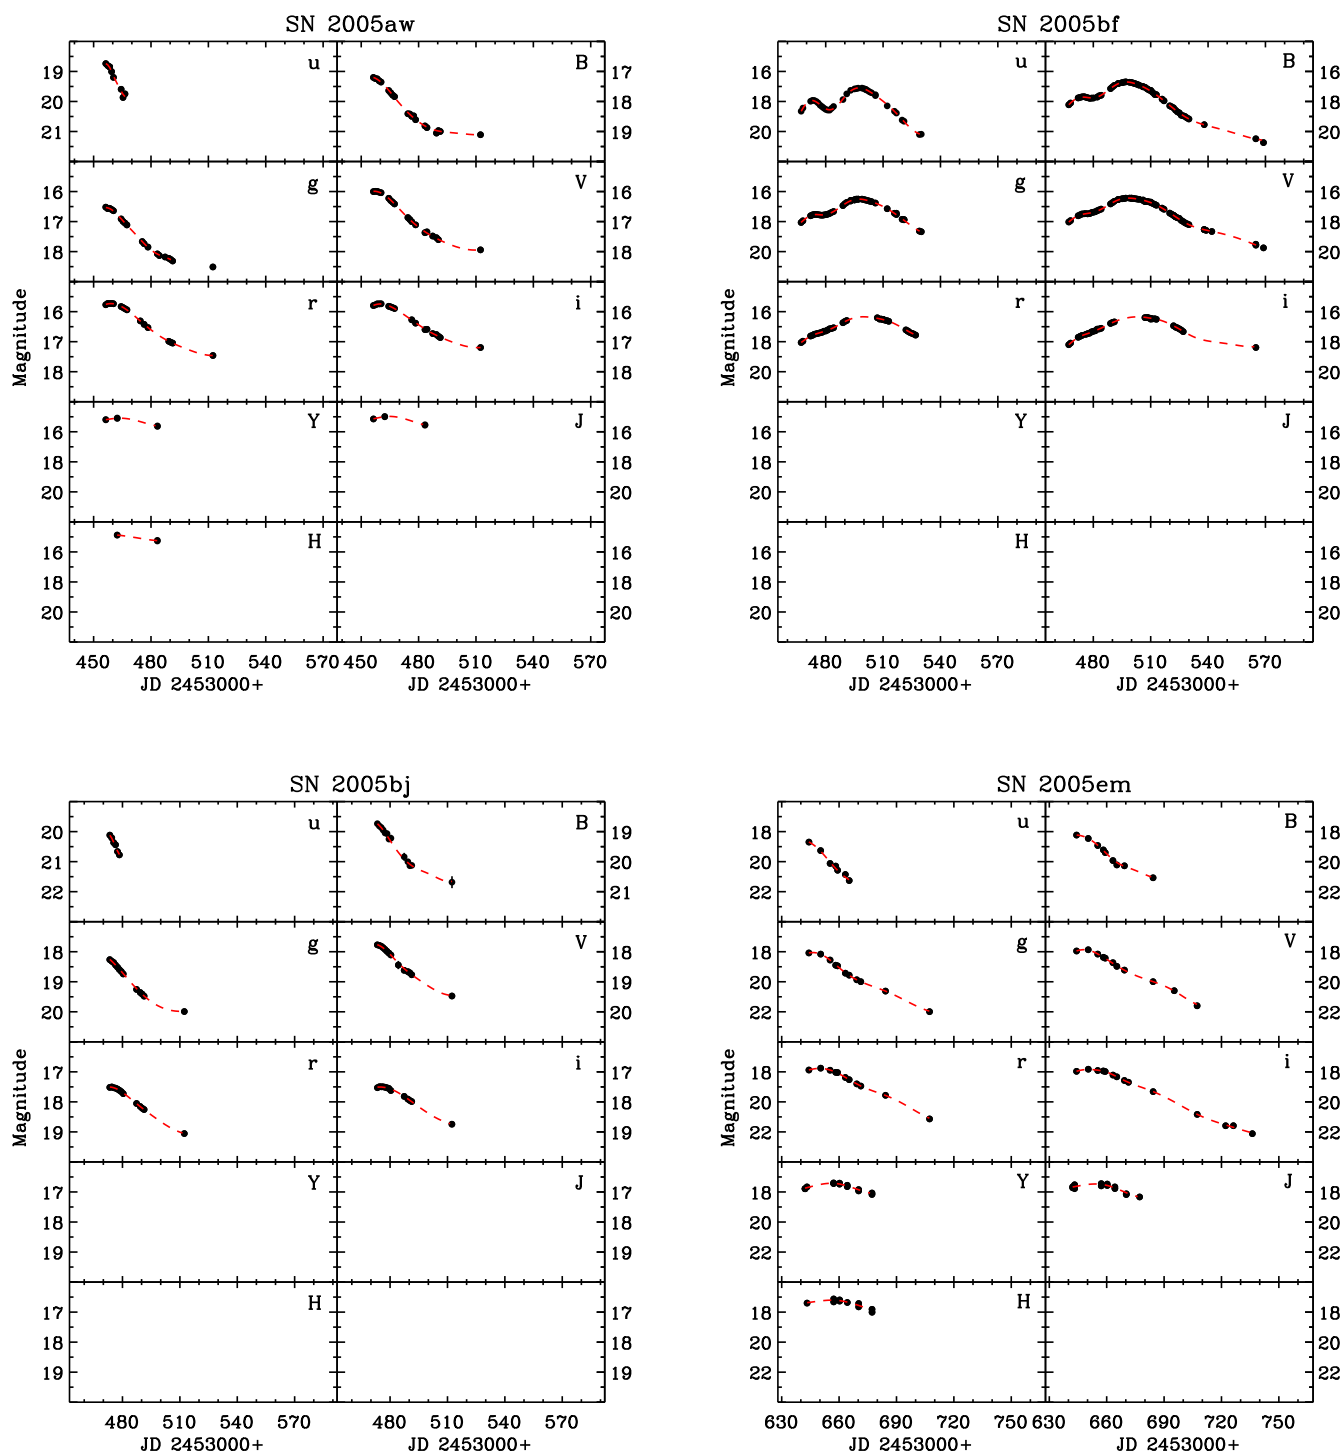 SN 2005aw
u B
19 20 21 17 18 19
g V
16 17 18 16 17 18
r i
16 17 18 16 17 18
Y J
16 18 20 16 18 20
H
16 18 20 16 18 20
Magnitude
450 480 510 540 570 450 480 510 540 570
JD 2453000+ JD 2453000+
SN 2005bf
u B
16 18 20 16 18 20
g V
16 18 20 16 18 20
r i
16 18 20 16 18 20
Y J
16 18 20 16 18 20
H
16 18 20 16 18 20
Magnitude
480 510 540 570 480 510 540 570
JD 2453000+ JD 2453000+
SN 2005bj
u B
20 21 22 19 20 21
g V
18 19 20 18 19 20
r i
17 18 19 17 18 19
Y J
17 18 19 17 18 19
H
17 18 19 17 18 19
Magnitude
480 510 540 570 480 510 540 570
JD 2453000+ JD 2453000+
SN 2005em
u B
18 20 22 18 20 22
g V
18 20 22 18 20 22
r i
18 20 22 18 20 22
Y J
18 20 22 18 20 22
H
18 20 22 18 20 22
Magnitude
630 660 690 720 750 630 660 690 720 750
JD 2453000+ JD 2453000+